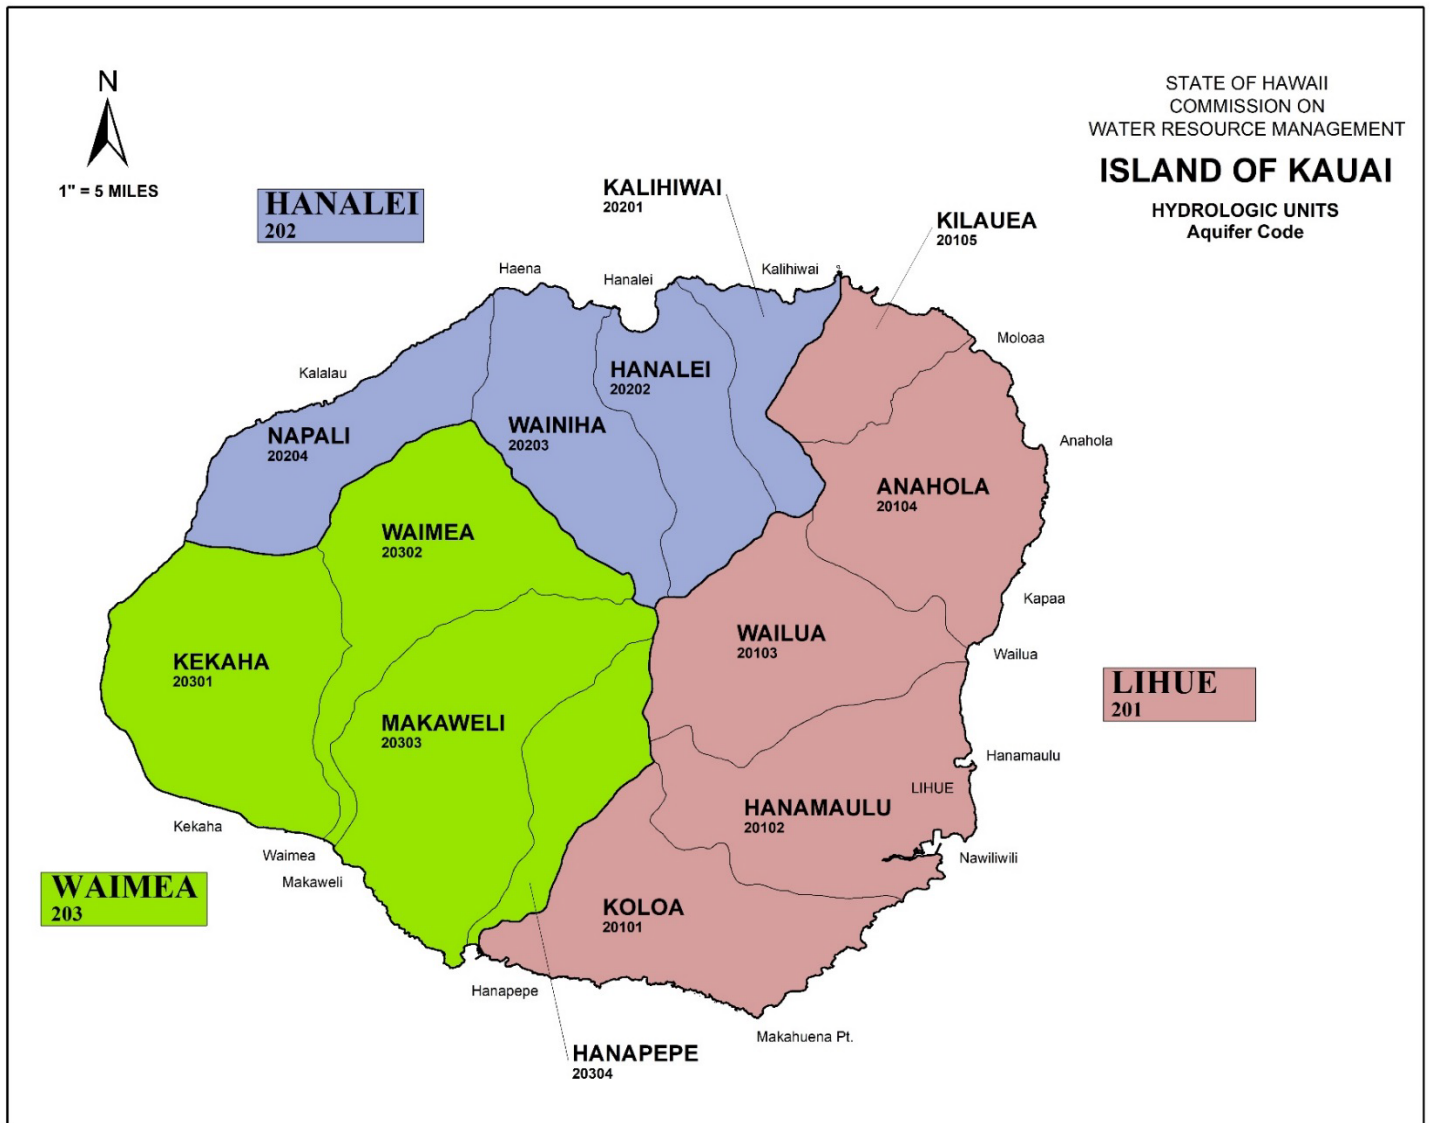 STATE OF HAWAII
COMMISSION ON
WATER RESOURCE MANAGEMENT
ISLAND OF KAUAI
HYDROLOGIC UNITS
Aquifer Code
N
1" = 5 MILES
HANALEI
202
KALIHIWAI
20201
KILAUEA
20105
Haena
Hanalei
Kalihiwai
Moloaa
Kalalau
HANALEI
20202
NAPALI
20204
WAINIHA
20203
Anahola
ANAHOLA
20104
WAIMEA
20302
Kapaa
WAILUA
20103
Wailua
KEKAHA
20301
LIHUE
201
MAKAWELI
20303
Hanamaulu
LIHUE
HANAMAULU
20102
Kekaha
Waimea
Makaweli
Nawiliwili
WAIMEA
203
KOLOA
20101
Hanapepe
Makahuena Pt.
HANAPEPE
20304